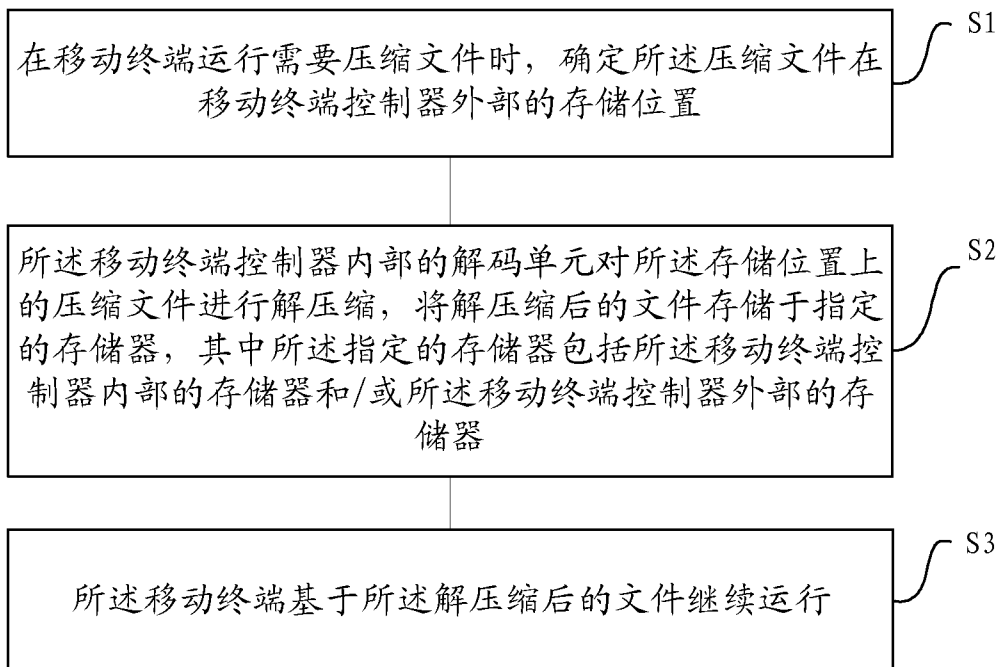 在移动终端运行需要压缩文件时，确定所述压缩文件在
移动终端控制器外部的存储位置
S1
所述移动终端控制器内部的解码单元对所述存储位置上
的压缩文件进行解压缩，将解压缩后的文件存储于指定
的存储器，其中所述指定的存储器包括所述移动终端控
制器内部的存储器和/或所述移动终端控制器外部的存
储器
S2
所述移动终端基于所述解压缩后的文件继续运行
S3